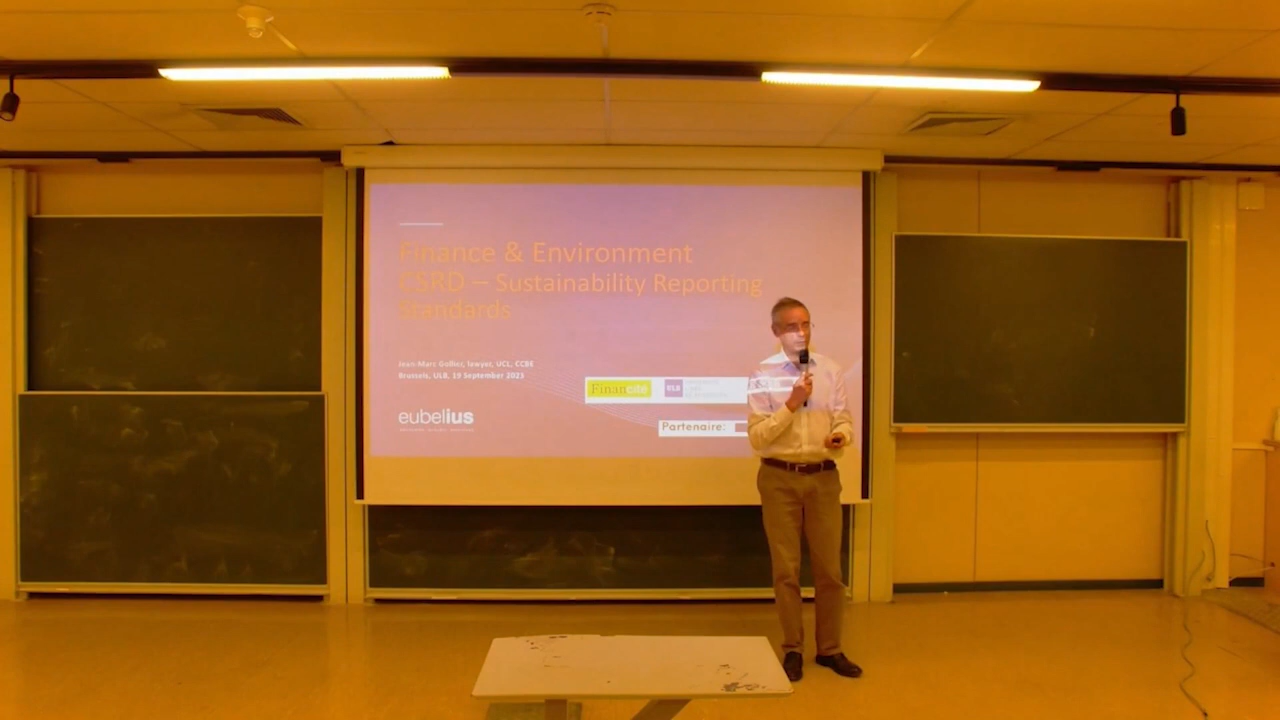 Finance & Environment
CSRD – Sustainability Reporting
Standards
Jean-Marc Gollier, lawyer, UCL, CCBE
Brussels, ULB, 19 September 2023
Financité
ULB
eubelius
Partenaire: